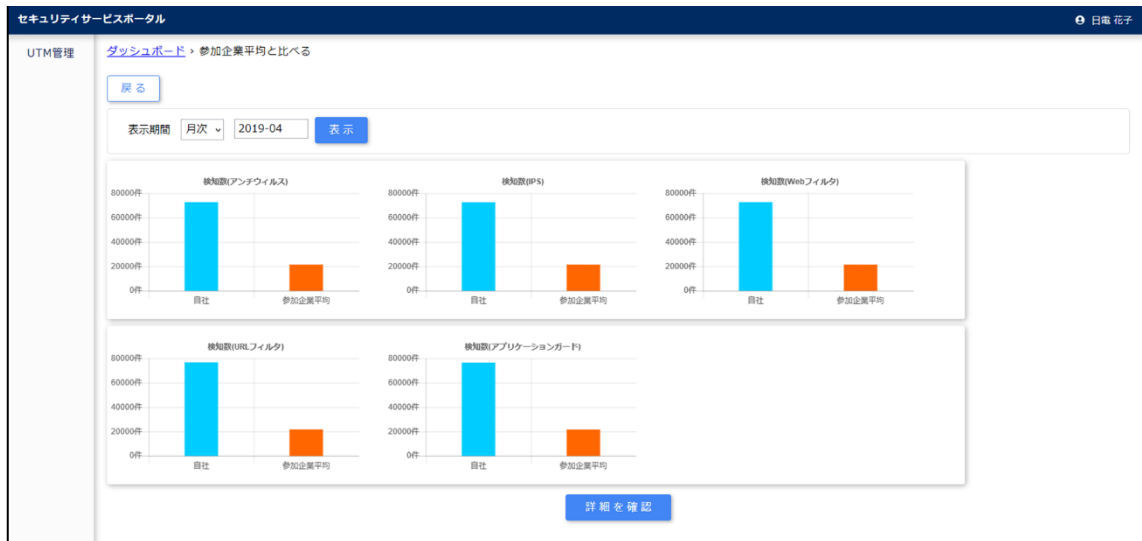 セキュリティサービスポータル
日電 花子
UTM管理
ダッシュボード › 参加企業平均と比べる
戻る
表示期間 月次 2019-04 表示
検知数(アンチウィルス)
80000件
60000件
40000件
20000件
0件
自社 参加企業平均
検知数(IPS)
80000件
60000件
40000件
20000件
0件
自社 参加企業平均
検知数(Webフィルタ)
80000件
60000件
40000件
20000件
0件
自社 参加企業平均
検知数(URLフィルタ)
80000件
60000件
40000件
20000件
0件
自社 参加企業平均
検知数(アプリケーションガード)
80000件
60000件
40000件
20000件
0件
自社 参加企業平均
詳細を確認